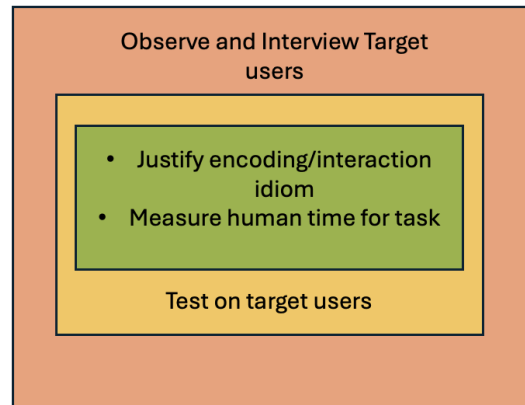 Observe and Interview Target
users
• Justify encoding/interaction
idiom
• Measure human time for task
Test on target users